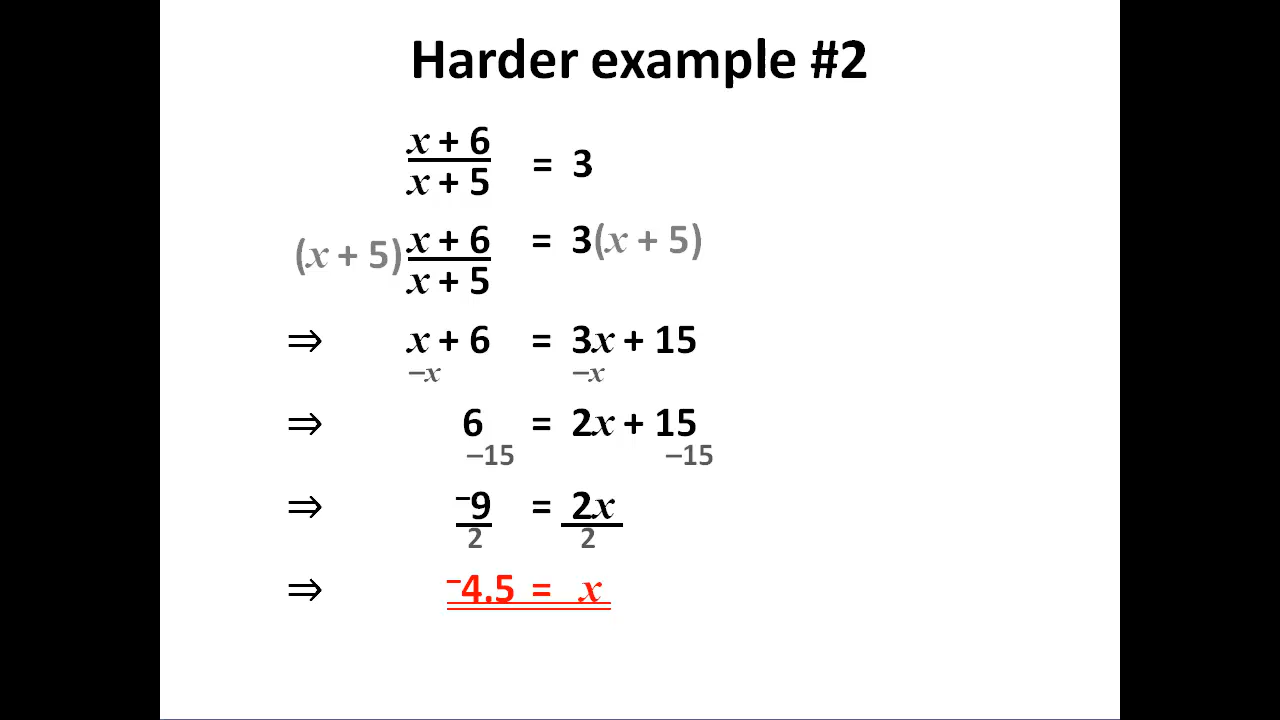 Harder example #2
x + 6
x + 5
= 3
(x + 5) x + 6
x + 5
= 3(x + 5)
⇒ x + 6 = 3x + 15
–x –x
⇒ 6 = 2x + 15
–15 –15
⇒ ⁻9 = 2x
2 2
⇒ ⁻4.5 = x